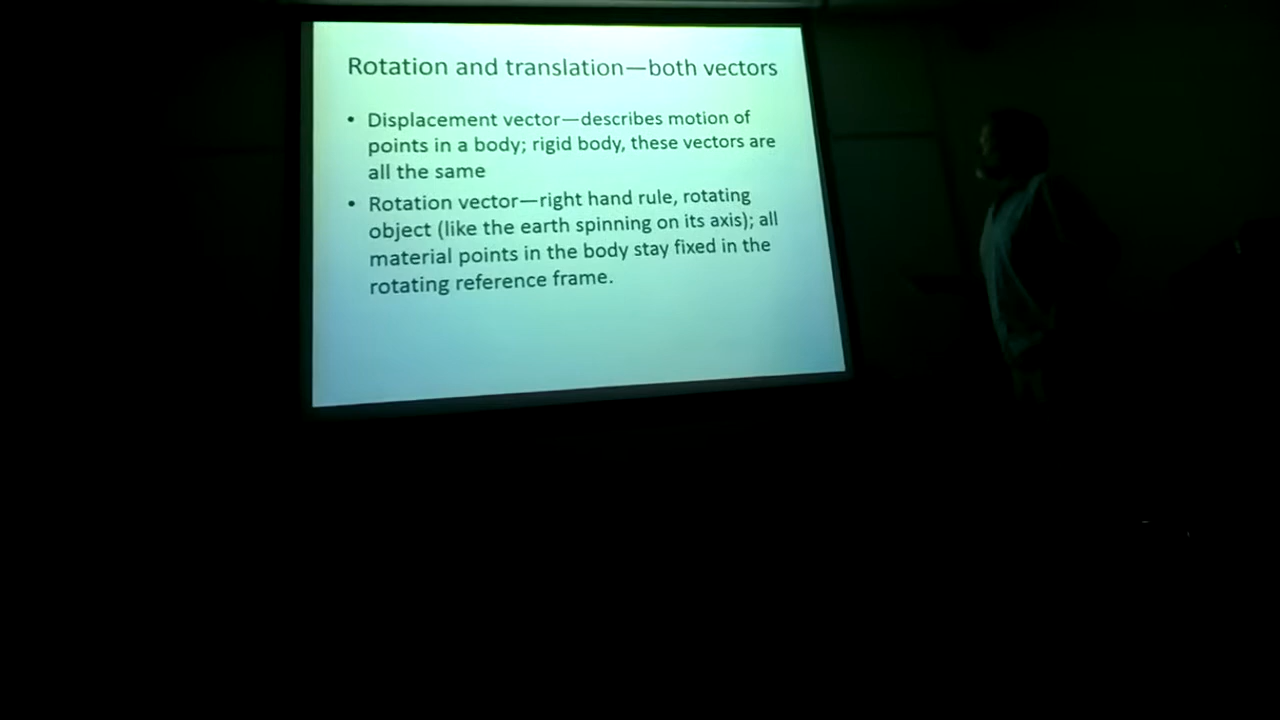 Rotation and translation—both vectors
• Displacement vector—describes motion of
points in a body; rigid body, these vectors are
all the same
• Rotation vector—right hand rule, rotating
object (like the earth spinning on its axis); all
material points in the body stay fixed in the
rotating reference frame.